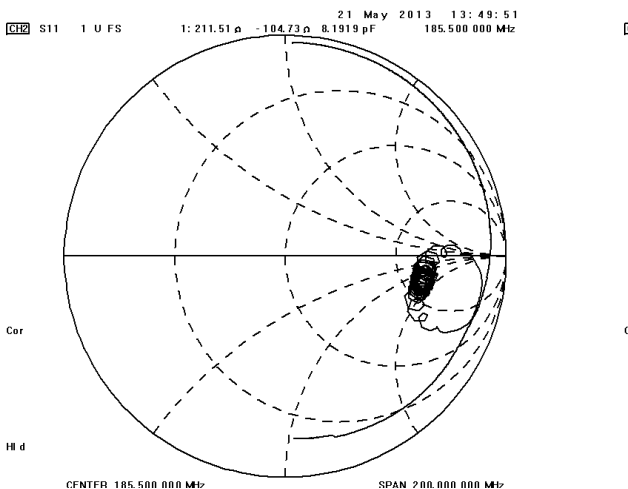 21 May 2013 13:49:51
CH2 S11 1 U FS 1: 211.51 Ω -104.73 Ω 8.1919 pF 185.500 000 MHz
Cor
Hld
CENTER 185.500 000 MHz SPAN 200.000 000 MHz